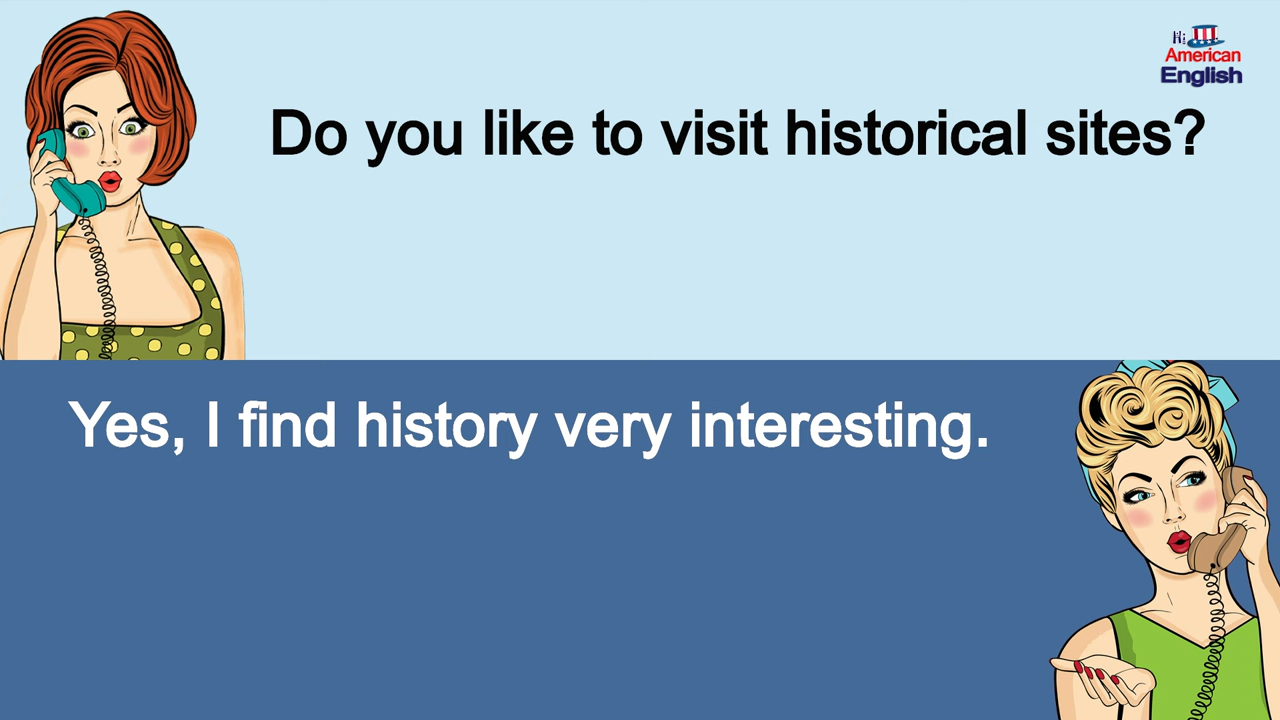 Hi
American
English
Do you like to visit historical sites?
Yes, I find history very interesting.